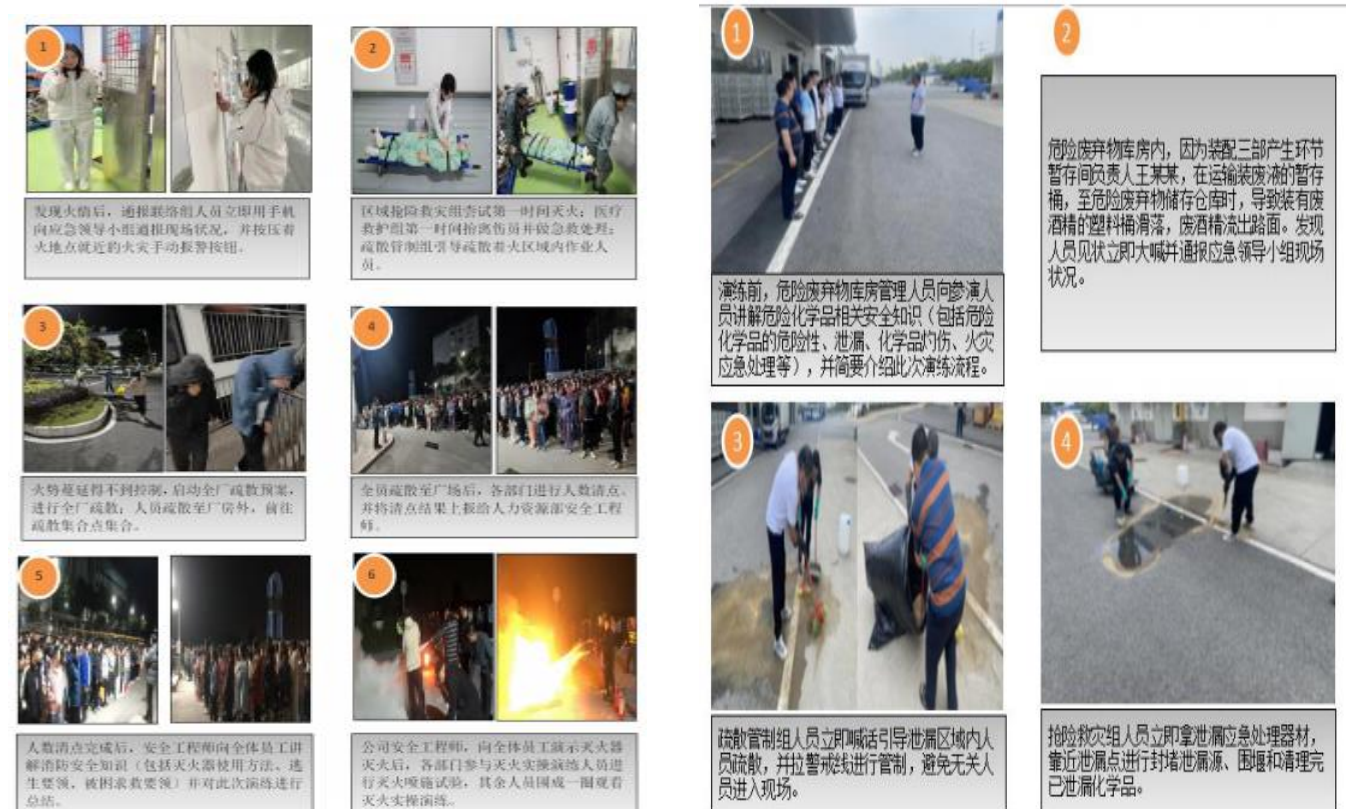 1
发现火情后，通报联络组人员立即用手机
向应急领导小组通报现场状况，并按压着
火地点就近的火灾手动报警按钮。
2
区域抢险救灾组尝试第一时间灭火；医疗
救护组第一时间抬离伤员并做急救处理；
疏散管制组引导疏散着火区域内作业人
员。
3
火势蔓延得不到控制，启动全厂疏散预案，
进行全厂疏散；人员疏散至厂房外，前往
疏散集合点集合。
4
全员疏散至广场后，各部门进行人数清点，
并将清点结果上报给人力资源部安全工程
师。
5
人数清点完成后，安全工程师向全体员工讲
解消防安全知识（包括灭火器使用方法、逃
生要领、被困求救要领）并对此次演练进行
总结。
6
公司安全工程师，向全体员工演示灭火器
灭火后，各部门参与灭火实操演练人员进
行灭火喷施试验，其余人员围成一圈观看
灭火实操演练。
1
演练前，危险废弃物库房管理人员向参演人
员讲解危险化学品相关安全知识（包括危险
化学品的危险性、泄漏、化学品灼伤、火灾
应急处理等），并简要介绍此次演练流程。
2
危险废弃物库房内，因为装配三部产生环节
暂存间负责人王某某，在运输装废液的暂存
桶，至危险废弃物储存仓库时，导致装有废
酒精的塑料桶滑落，废酒精流出路面。发现
人员见状立即大喊并通报应急领导小组现场
状况。
3
疏散管制组人员立即喊话引导泄漏区域内人
员疏散，并拉警戒线进行管制，避免无关人
员进入现场。
4
抢险救灾组人员立即拿泄漏应急处理器材，
靠近泄漏点进行封堵泄漏源、围堰和清理完
已泄漏化学品。